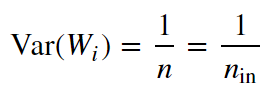 Var(W_i) = 1/n = 1/n_in